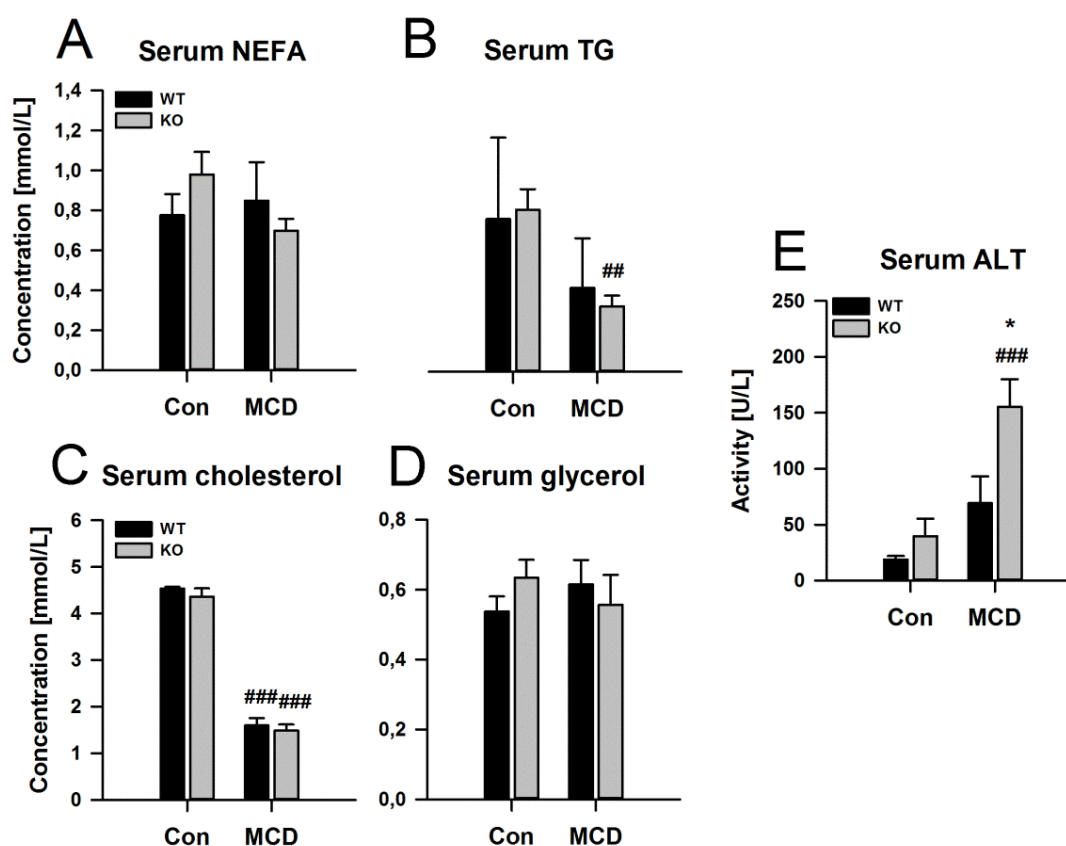 A
Serum NEFA
Concentration [mmol/L]
1,4
1,2
1,0
0,8
0,6
0,4
0,2
0,0
WT
KO
Con MCD
B
Serum TG
##
Con MCD
C
Serum cholesterol
Concentration [mmol/L]
6
5
4
3
2
1
0
WT
KO
### ###
Con MCD
D
Serum glycerol
0,8
0,6
0,4
0,2
0,0
Con MCD
E
Serum ALT
Activity [U/L]
250
200
150
100
50
0
WT
KO
*
###
Con MCD